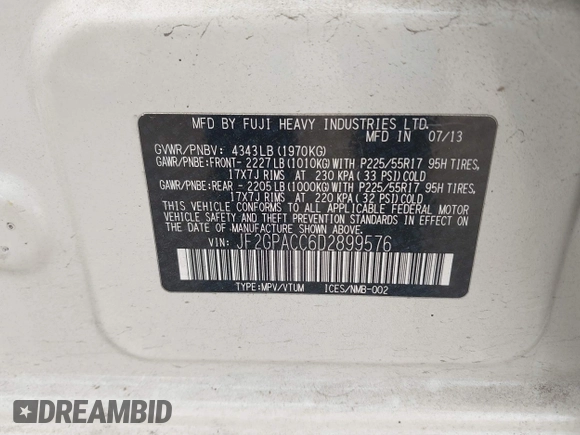 MFD BY FUJI HEAVY INDUSTRIES LTD.
MFD IN 07/13
GVWR/PNBV: 4343LB (1970KG)
GAWR/PNBE:FRONT- 2227LB (1010KG) WITH P225/55R17 95H TIRES,
17X7J RIMS AT 230 KPA (33 PSI) COLD
GAWR/PNBE:REAR - 2205LB (1000KG) WITH P225/55R17 95H TIRES,
17X7J RIMS AT 220 KPA (32 PSI) COLD
THIS VEHICLE CONFORMS TO ALL APPLICABLE FEDERAL MOTOR
VEHICLE SAFETY AND THEFT PREVENTION STANDARDS IN EFFECT
ON THE DATE OF MANUFACTURE SHOWN ABOVE.
VIN: JF2GPACC6D2899576
TYPE:MPV/VTUM ICES/NMB-002
DREAMBID